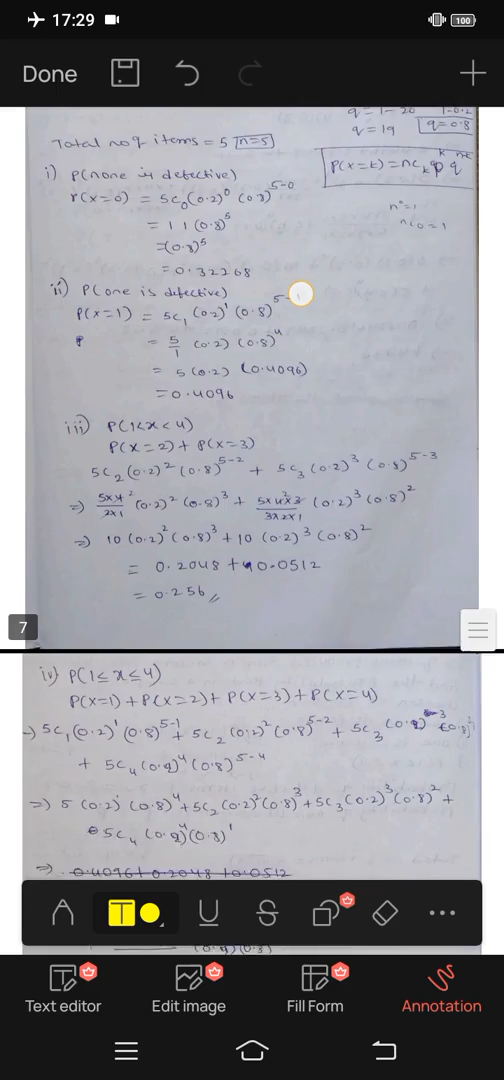 17:29
100
Done
q = 1- 20 1-0.2
q = 19 q=0.8
Total no q items = 5 n=5
P(x=k) = nCk p^k q^n-k
i) P(none is defective)
P(x=0) = 5C0 (0.2)^0 (0.8)^5-0
n°=1
= 1 1 (0.8)^5
nC0 = 1
=(0.8)^5
= 0.32768
ii) P(one is defective)
P(x=1) = 5C1 (0.2)^1 (0.8)^5-1
= 5/1 (0.2) (0.8)^4
= 5 (0.2) (0.4096)
= 0.4096
iii) P(1<x<4)
P(x=2) + P(x=3)
5C2 (0.2)^2 (0.8)^5-2 + 5C3 (0.2)^3 (0.8)^5-3
=) 5x4/2x1 (0.2)^2 (0.8)^3 + 5x4x3/3x2x1 (0.2)^3 (0.8)^2
=) 10 (0.2)^2 (0.8)^3 + 10 (0.2)^3 (0.8)^2
= 0.2048 + 0.0512
= 0.256
7
iv) P(1≤x≤4)
P(x=1) + P(x=2) + P(x=3) + P(x=4)
5C1 (0.2)^1 (0.8)^5-1 + 5C2 (0.2)^2 (0.8)^5-2 + 5C3 (0.2)^3 (0.8)^2
+ 5C4 (0.2)^4 (0.8)^5-4
=) 5 (0.2) (0.8)^4 + 5C2 (0.2)^2 (0.8)^3 + 5C3 (0.2)^3 (0.8)^2 +
5C4 (0.2)^4 (0.8)^1
=) 0.4096 + 0.2048 + 0.0512
(0.2)(0.8)
Text editor
Edit image
Fill Form
Annotation